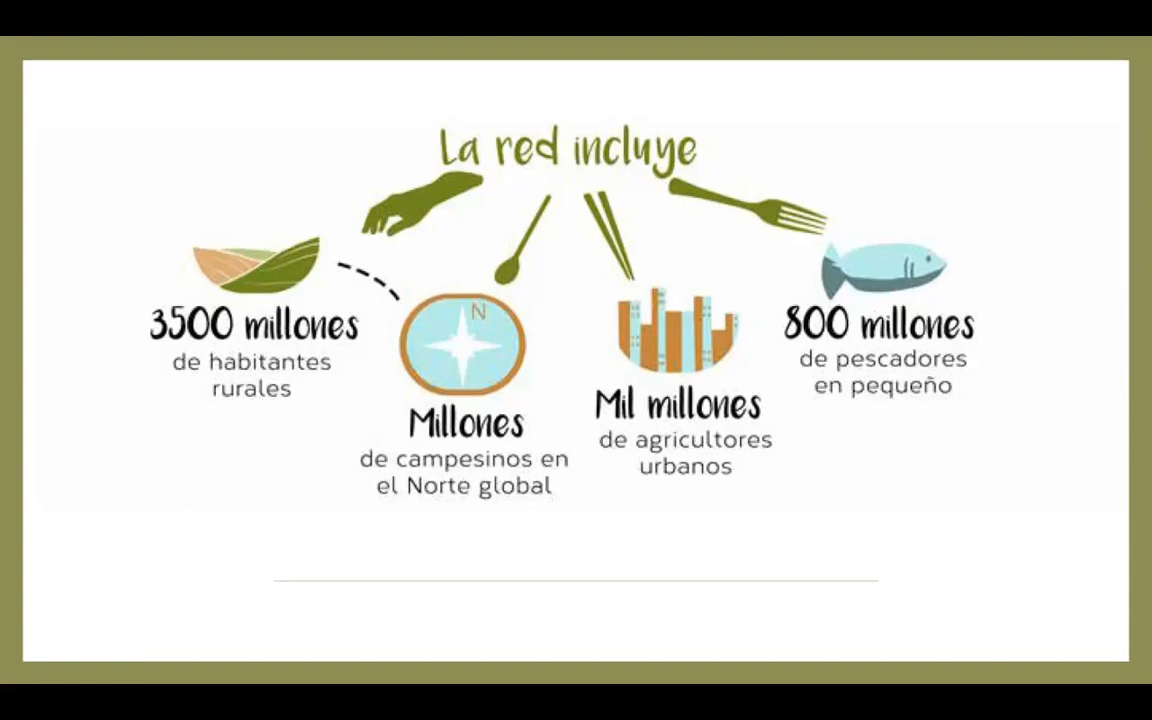 La red incluye
3500 millones
de habitantes
rurales
N
Millones
de campesinos en
el Norte global
Mil millones
de agricultores
urbanos
800 millones
de pescadores
en pequeño